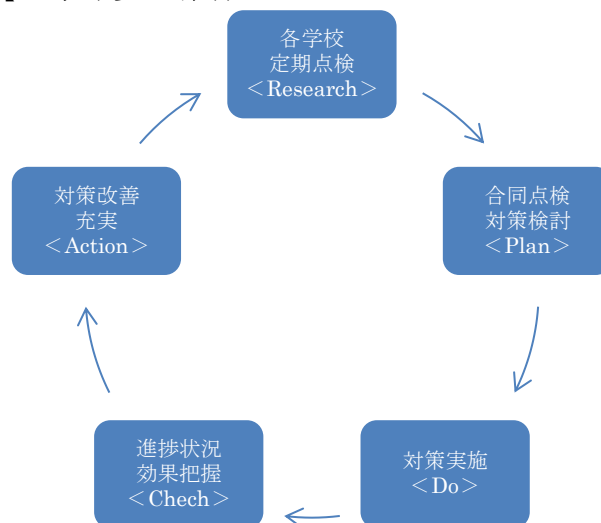 各学校
定期点検
＜Research＞
合同点検
対策検討
＜Plan＞
対策実施
＜Do＞
進捗状況
効果把握
＜Chech＞
対策改善
充実
＜Action＞